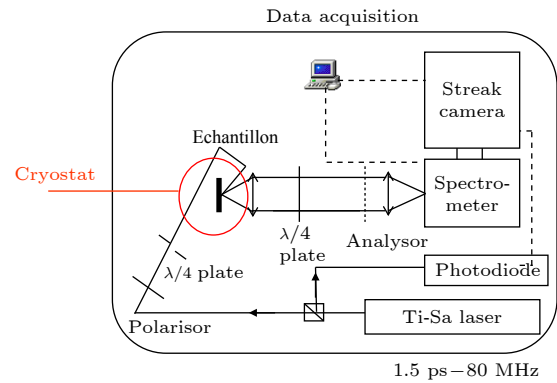 Data acquisition
Streak
camera
Echantillon
Cryostat
Spectro-
meter
λ/4
plate
Analysor
λ/4 plate
Photodiode
Polarisor
Ti-Sa laser
1.5 ps−80 MHz